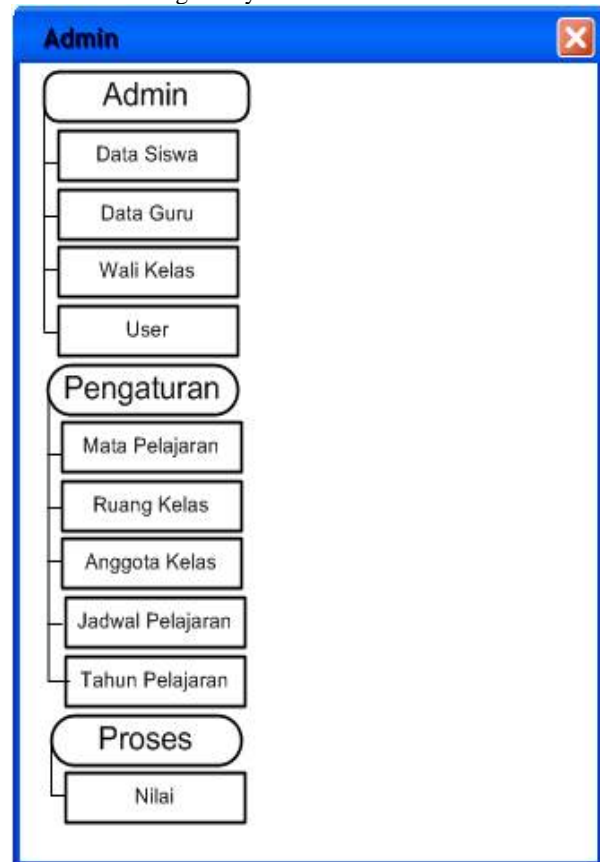 Admin
Admin
Data Siswa
Data Guru
Wali Kelas
User
Pengaturan
Mata Pelajaran
Ruang Kelas
Anggota Kelas
Jadwal Pelajaran
Tahun Pelajaran
Proses
Nilai